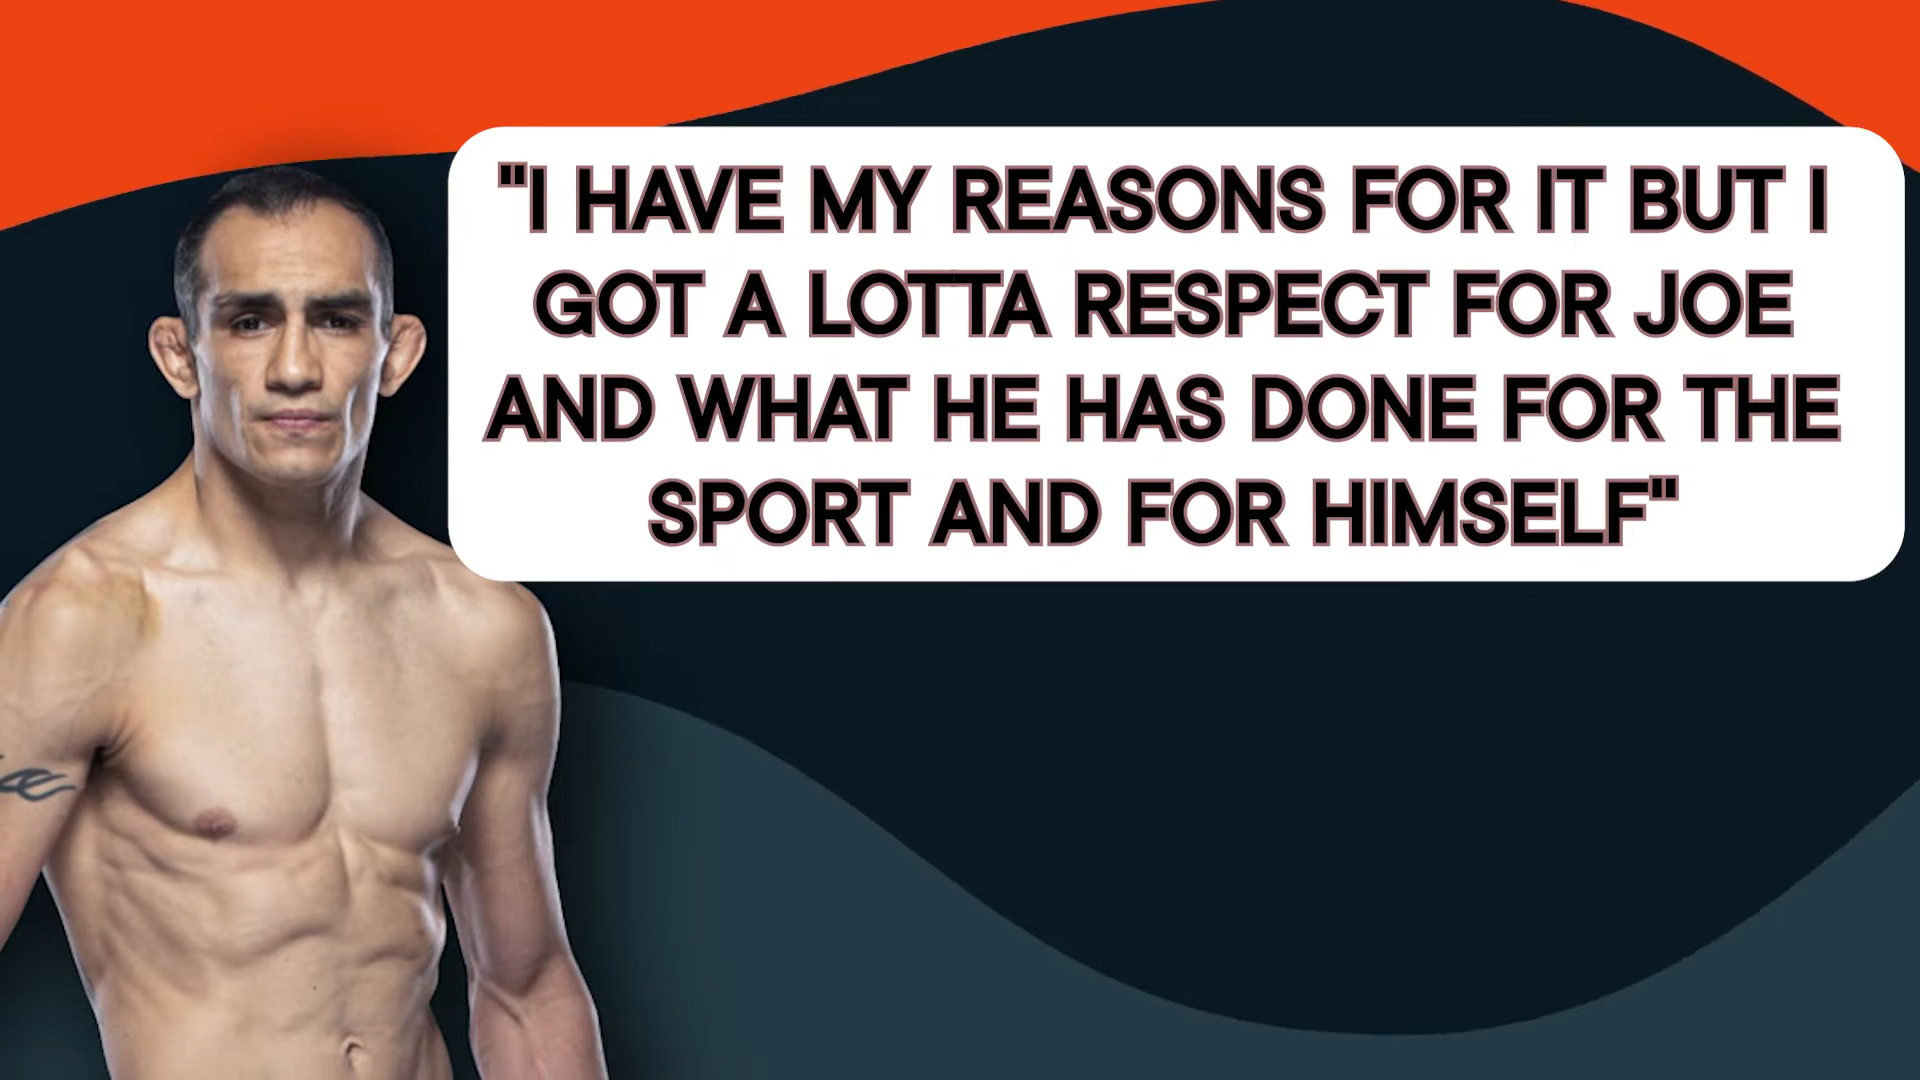 "I HAVE MY REASONS FOR IT BUT I
GOT A LOTTA RESPECT FOR JOE
AND WHAT HE HAS DONE FOR THE
SPORT AND FOR HIMSELF"